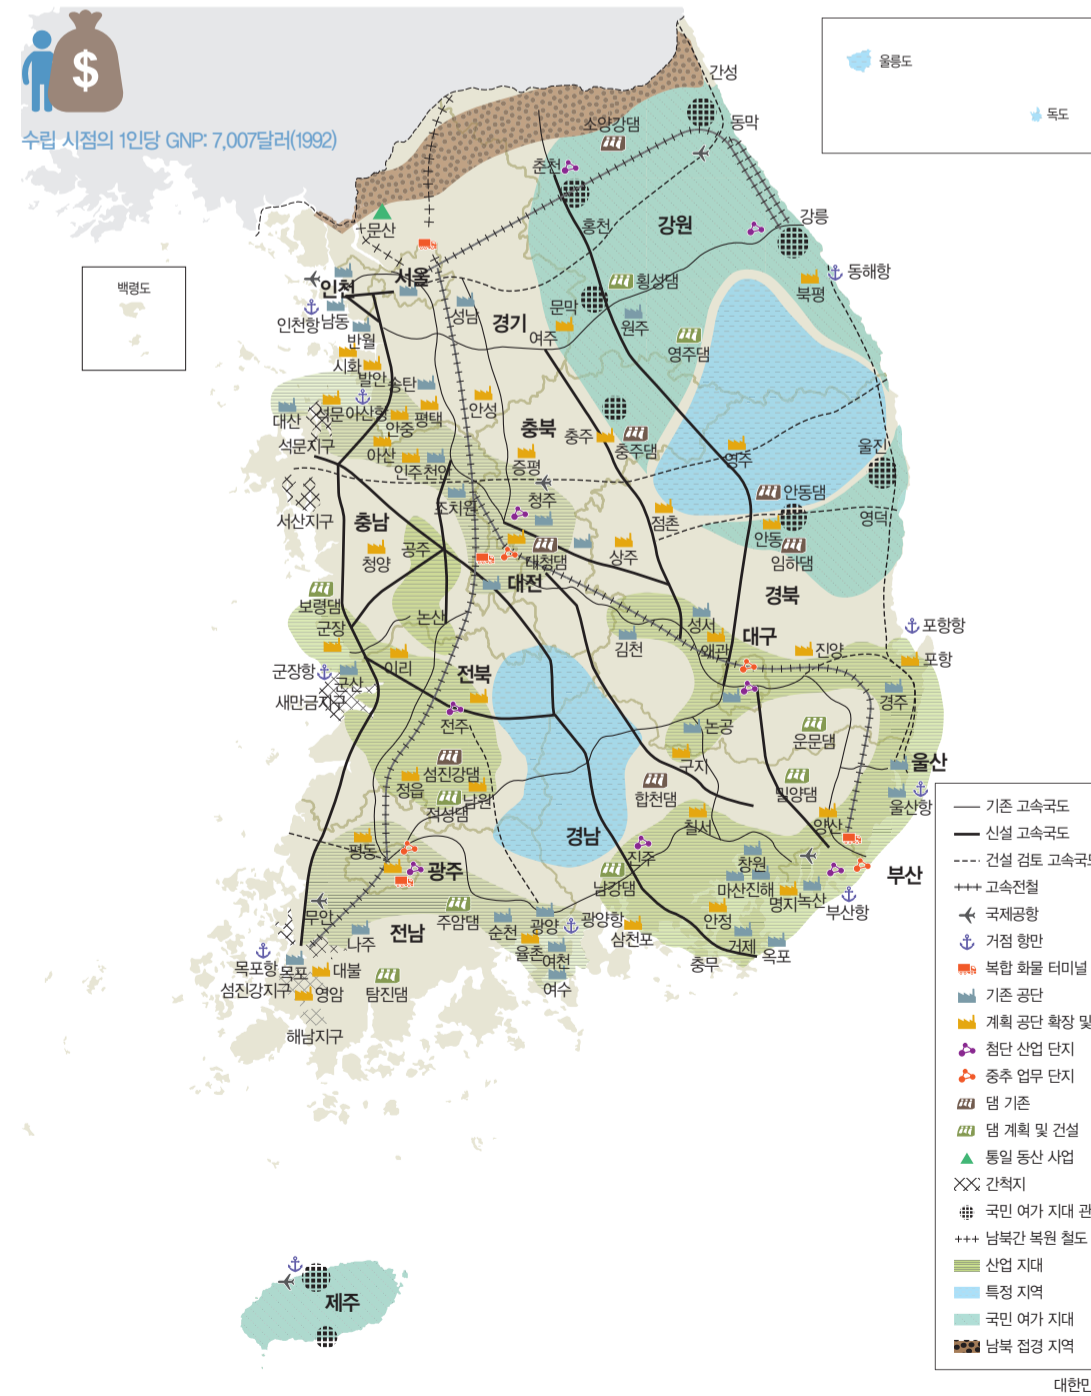 $
수립 시점의 1인당 GNP: 7,007달러(1992)
울릉도
독도
백령도
간성
소양강댐
동막
춘천
홍천
강원
강릉
문산
서울
인천
인천항
남동
성남
반월
경기
문막
여주
횡성댐
원주
동해항
북평
영주댐
시화
발안
송탄
대산
석문
아산항
안중
평택
안성
석문지구
아산
인주
천안
충북
증평
충주
충주댐
영주
울진
서산지구
조치원
청주
점촌
안동댐
안동
영덕
임하댐
충남
청양
공주
대청댐
상주
대전
경북
보령댐
논산
군장
성서
대구
김천
왜관
진양
포항항
포항
군장항
군산
이리
전북
새만금지구
전주
논공
경주
운문댐
섬진강댐
정읍
남원
적성댐
구지
합천댐
밀양댐
울산
울산항
경남
칠서
양산
평동
광주
진주
창원
부산
남강댐
마산
진해
명지
녹산
부산항
무안
나주
전남
주암댐
순천
광양
광양항
율촌
여천
여수
삼천포
안정
거제
옥포
충무
목포항
목포
대불
섬진강지구
영암
탐진댐
해남지구
제주
기존 고속국도
신설 고속국도
건설 검토 고속국도
고속전철
국제공항
거점 항만
복합 화물 터미널
기존 공단
계획 공단 확장 및
첨단 산업 단지
중추 업무 단지
댐 기존
댐 계획 및 건설
통일 동산 사업
간척지
국민 여가 지대 관
남북간 복원 철도
산업 지대
특정 지역
국민 여가 지대
남북 접경 지역
대한민